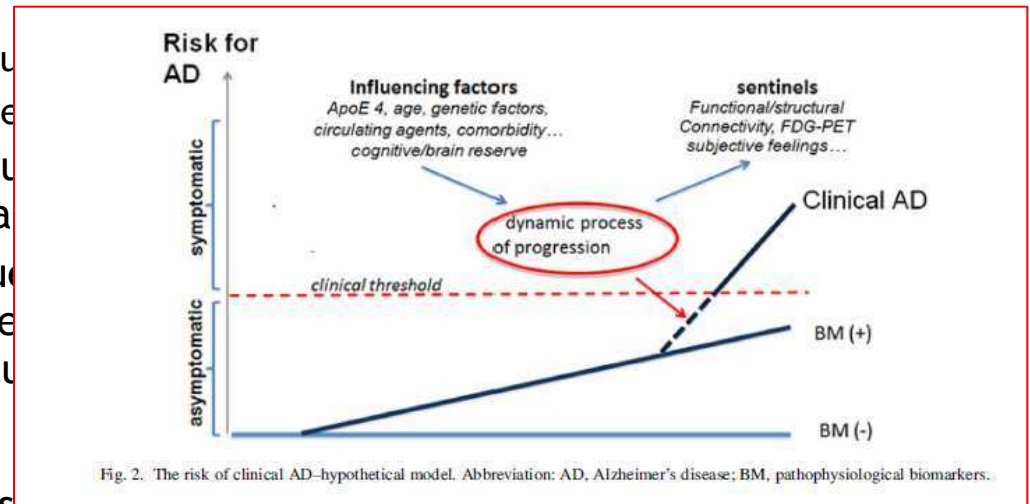 Risk for
AD
Influencing factors
ApoE 4, age, genetic factors,
circulating agents, comorbidity...
cognitive/brain reserve
sentinels
Functional/structural
Connectivity, FDG-PET
subjective feelings...
symptomatic
dynamic process
of progression
Clinical AD
clinical threshold
asymptomatic
BM (+)
BM (-)
Fig. 2. The risk of clinical AD–hypothetical model. Abbreviation: AD, Alzheimer's disease; BM, pathophysiological biomarkers.